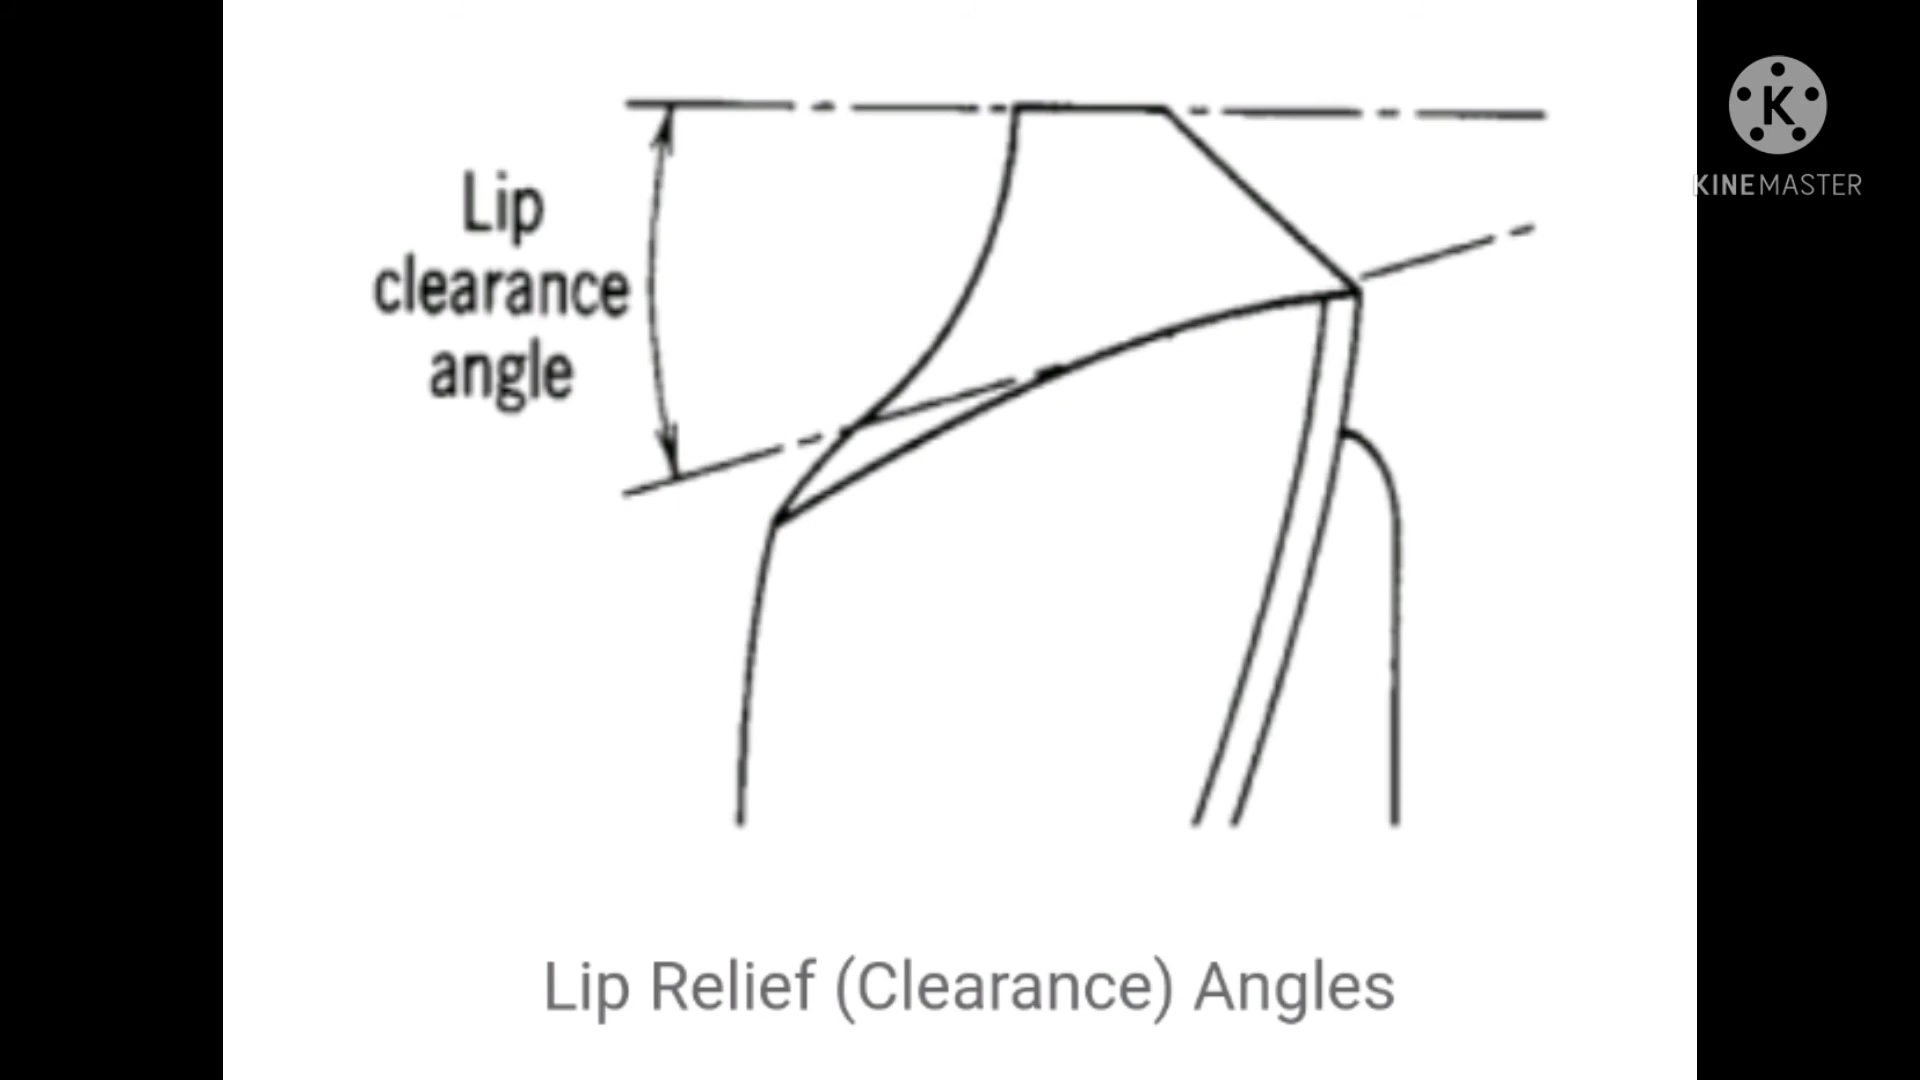 Lip
clearance
angle
K
KINEMASTER
Lip Relief (Clearance) Angles